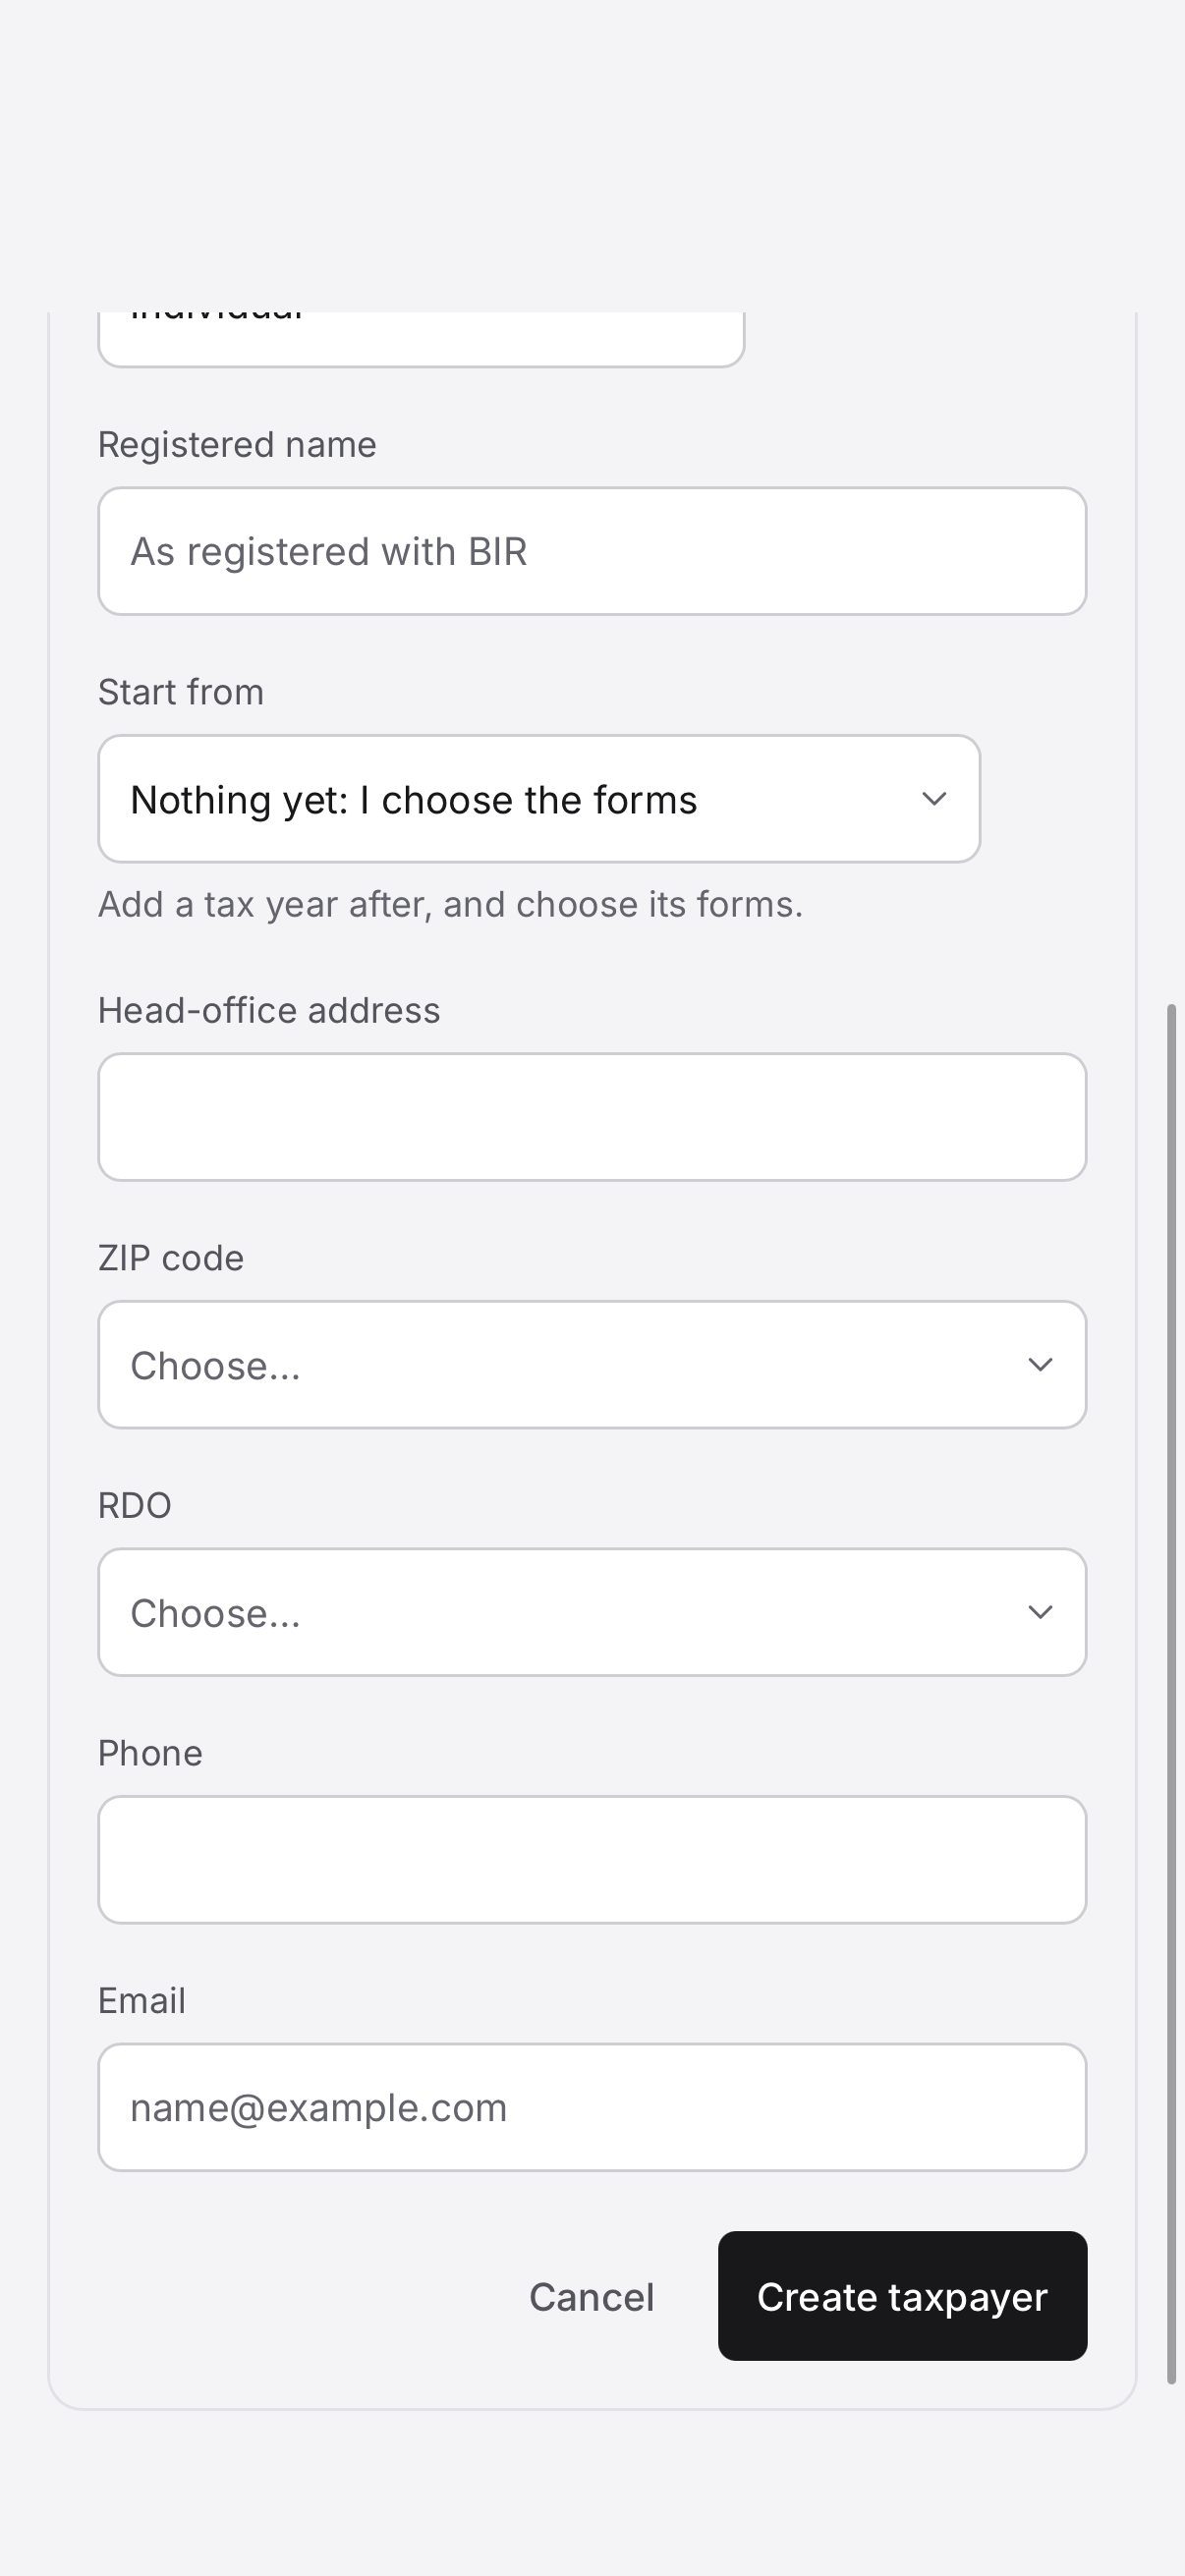 Individual
Registered name
As registered with BIR
Start from
Nothing yet: I choose the forms
Add a tax year after, and choose its forms.
Head-office address
ZIP code
Choose...
RDO
Choose...
Phone
Email
name@example.com
Cancel
Create taxpayer